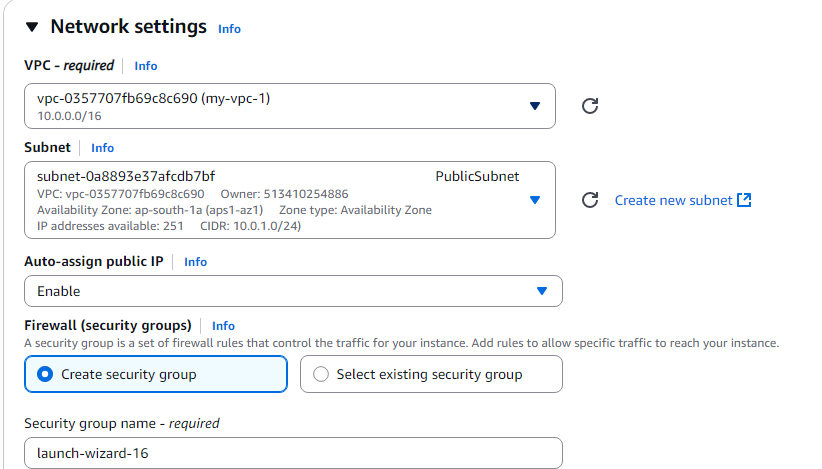 Network settings Info
VPC - required Info
vpc-0357707fb69c8c690 (my-vpc-1)
10.0.0.0/16
Subnet Info
subnet-0a8893e37afcdb7bf PublicSubnet
VPC: vpc-0357707fb69c8c690 Owner: 513410254886
Availability Zone: ap-south-1a (aps1-az1) Zone type: Availability Zone
IP addresses available: 251 CIDR: 10.0.1.0/24)
Create new subnet
Auto-assign public IP Info
Enable
Firewall (security groups) Info
A security group is a set of firewall rules that control the traffic for your instance. Add rules to allow specific traffic to reach your instance.
Create security group Select existing security group
Security group name - required
launch-wizard-16